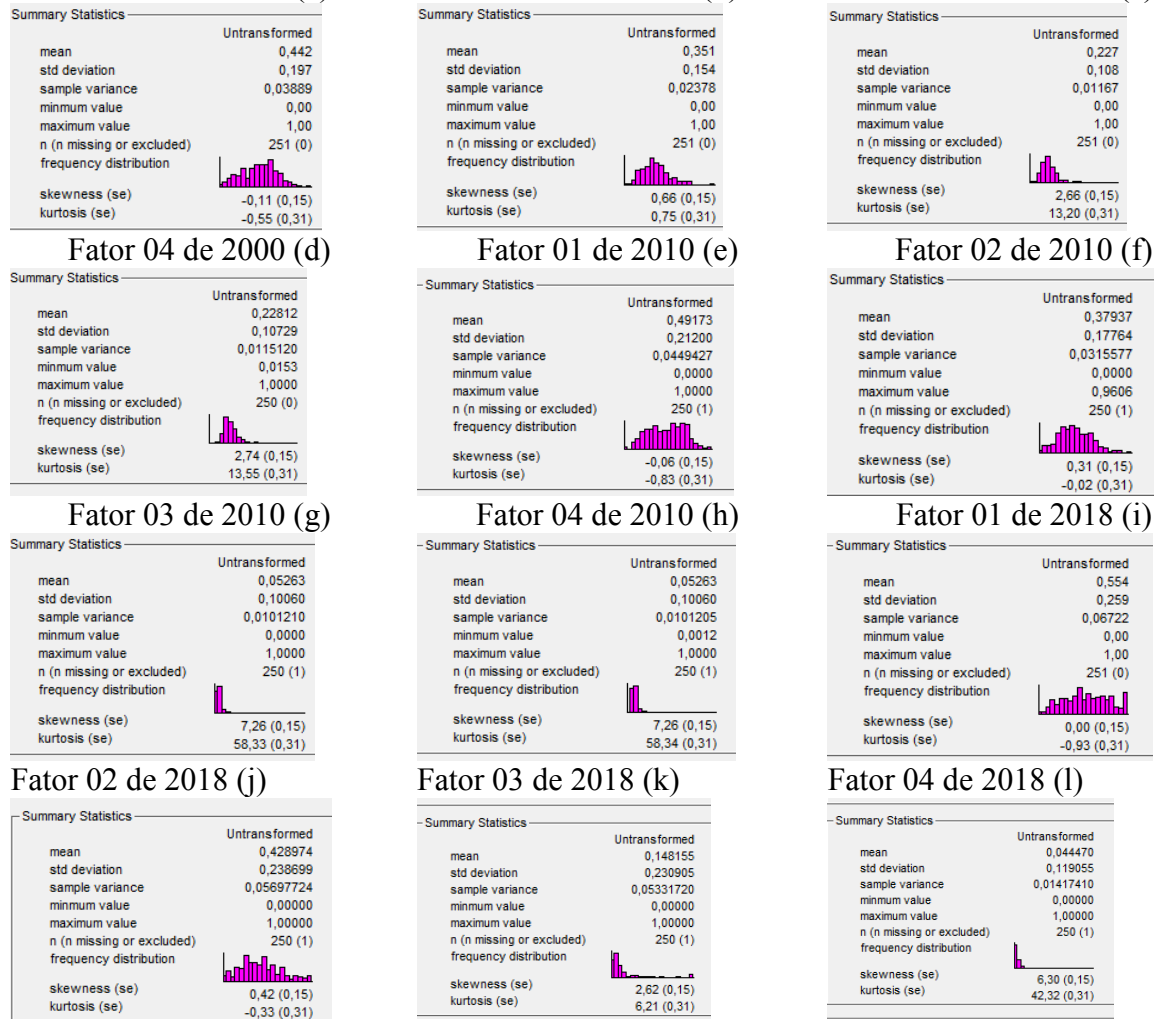 Summary Statistics
Untransformed
mean 0,442
std deviation 0,197
sample variance 0,03889
minmum value 0,00
maximum value 1,00
n (n missing or excluded) 251 (0)
frequency distribution
skewness (se) -0,11 (0,15)
kurtosis (se) -0,55 (0,31)
Summary Statistics
Untransformed
mean 0,351
std deviation 0,154
sample variance 0,02378
minmum value 0,00
maximum value 1,00
n (n missing or excluded) 251 (0)
frequency distribution
skewness (se) 0,66 (0,15)
kurtosis (se) 0,75 (0,31)
Summary Statistics
Untransformed
mean 0,227
std deviation 0,108
sample variance 0,01167
minmum value 0,00
maximum value 1,00
n (n missing or excluded) 251 (0)
frequency distribution
skewness (se) 2,66 (0,15)
kurtosis (se) 13,20 (0,31)
Fator 04 de 2000 (d)
Summary Statistics
Untransformed
mean 0,22812
std deviation 0,10729
sample variance 0,0115120
minmum value 0,0153
maximum value 1,0000
n (n missing or excluded) 250 (0)
frequency distribution
skewness (se) 2,74 (0,15)
kurtosis (se) 13,55 (0,31)
Fator 01 de 2010 (e)
Summary Statistics
Untransformed
mean 0,49173
std deviation 0,21200
sample variance 0,0449427
minmum value 0,0000
maximum value 1,0000
n (n missing or excluded) 250 (1)
frequency distribution
skewness (se) -0,06 (0,15)
kurtosis (se) -0,83 (0,31)
Fator 02 de 2010 (f)
Summary Statistics
Untransformed
mean 0,37937
std deviation 0,17764
sample variance 0,0315577
minmum value 0,0000
maximum value 0,9606
n (n missing or excluded) 250 (1)
frequency distribution
skewness (se) 0,31 (0,15)
kurtosis (se) -0,02 (0,31)
Fator 03 de 2010 (g)
Summary Statistics
Untransformed
mean 0,05263
std deviation 0,10060
sample variance 0,0101210
minmum value 0,0000
maximum value 1,0000
n (n missing or excluded) 250 (1)
frequency distribution
skewness (se) 7,26 (0,15)
kurtosis (se) 58,33 (0,31)
Fator 04 de 2010 (h)
Summary Statistics
Untransformed
mean 0,05263
std deviation 0,10060
sample variance 0,0101205
minmum value 0,0012
maximum value 1,0000
n (n missing or excluded) 250 (1)
frequency distribution
skewness (se) 7,26 (0,15)
kurtosis (se) 58,34 (0,31)
Fator 01 de 2018 (i)
Summary Statistics
Untransformed
mean 0,554
std deviation 0,259
sample variance 0,06722
minmum value 0,00
maximum value 1,00
n (n missing or excluded) 251 (0)
frequency distribution
skewness (se) 0,00 (0,15)
kurtosis (se) -0,93 (0,31)
Fator 02 de 2018 (j)
Summary Statistics
Untransformed
mean 0,428974
std deviation 0,238699
sample variance 0,05697724
minmum value 0,00000
maximum value 1,00000
n (n missing or excluded) 250 (1)
frequency distribution
skewness (se) 0,42 (0,15)
kurtosis (se) -0,33 (0,31)
Fator 03 de 2018 (k)
Summary Statistics
Untransformed
mean 0,148155
std deviation 0,230905
sample variance 0,05331720
minmum value 0,00000
maximum value 1,00000
n (n missing or excluded) 250 (1)
frequency distribution
skewness (se) 2,62 (0,15)
kurtosis (se) 6,21 (0,31)
Fator 04 de 2018 (l)
Summary Statistics
Untransformed
mean 0,044470
std deviation 0,119055
sample variance 0,01417410
minmum value 0,00000
maximum value 1,00000
n (n missing or excluded) 250 (1)
frequency distribution
skewness (se) 6,30 (0,15)
kurtosis (se) 42,32 (0,31)